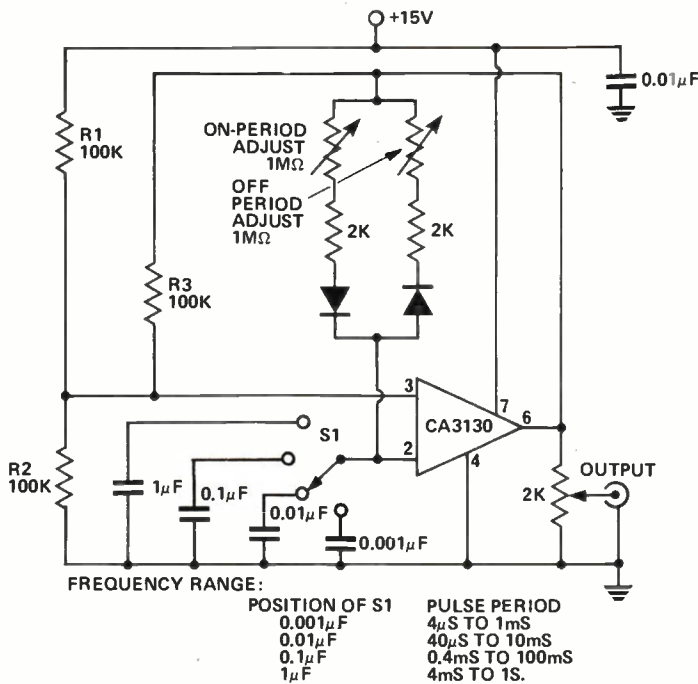 +15V
0.01μF
R1
100K
ON-PERIOD
ADJUST
1MΩ
OFF
PERIOD
ADJUST
1MΩ
2K
2K
R3
100K
3
7
CA3130
6
2
4
S1
R2
100K
1μF
0.1μF
0.01μF
0.001μF
2K
OUTPUT
FREQUENCY RANGE:
POSITION OF S1 PULSE PERIOD
0.001μF 4μS TO 1mS
0.01μF 40μS TO 10mS
0.1μF 0.4mS TO 100mS
1μF 4mS TO 1S.